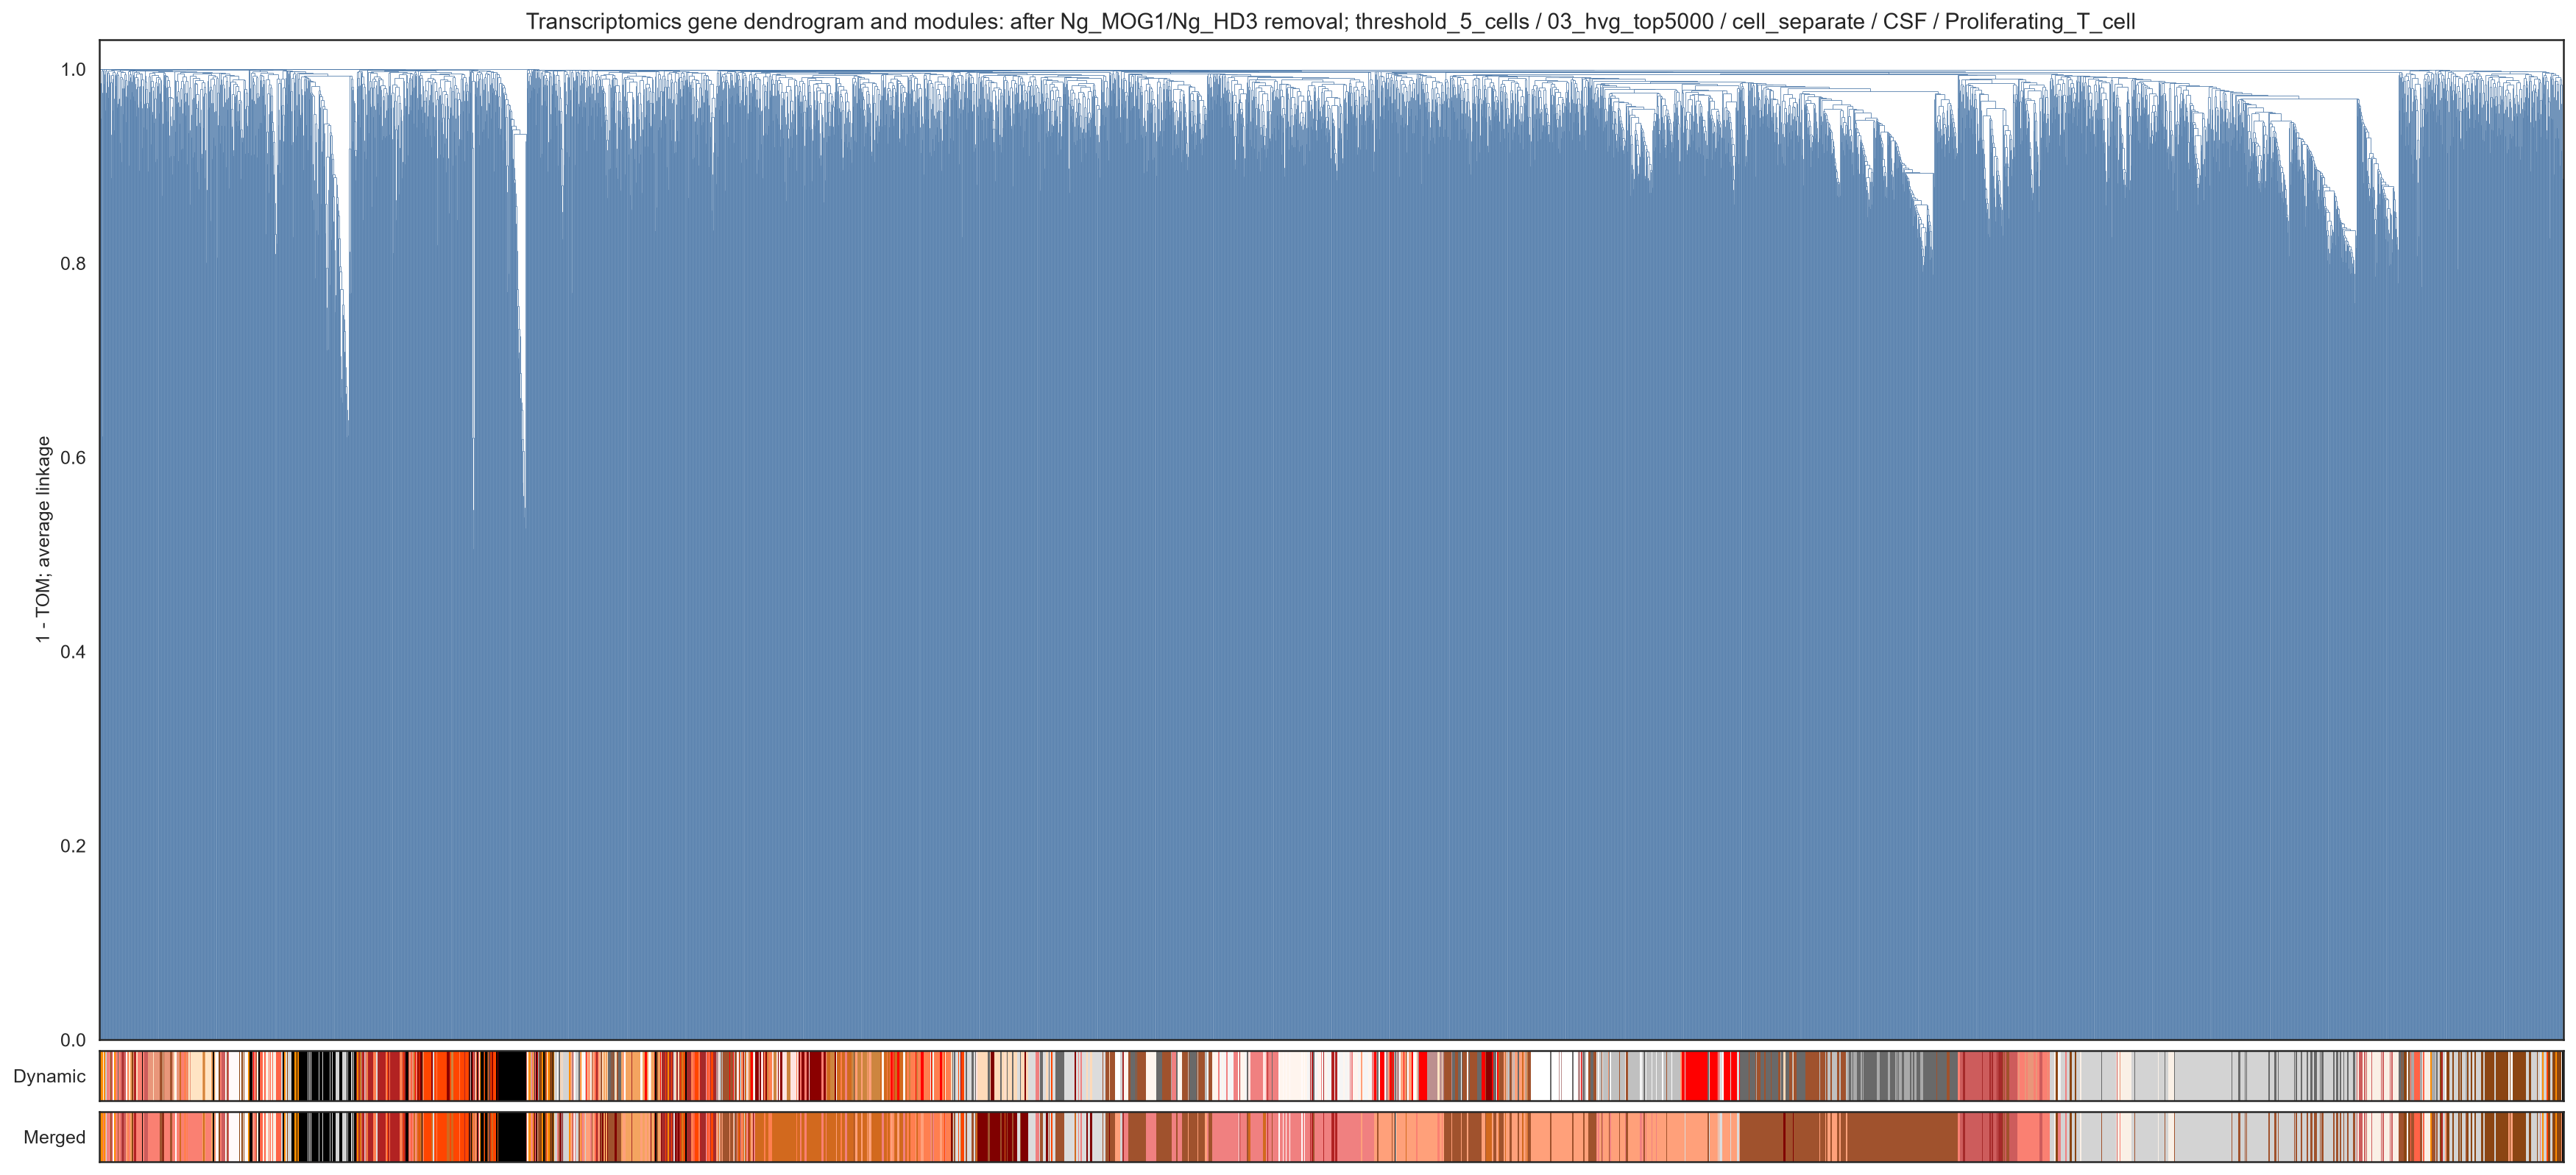 Transcriptomics gene dendrogram and modules: after Ng_MOG1/Ng_HD3 removal; threshold_5_cells / 03_hvg_top5000 / cell_separate / CSF / Proliferating_T_cell
1.0
0.8
0.6
0.4
0.2
0.0
1 - TOM; average linkage
Dynamic
Merged